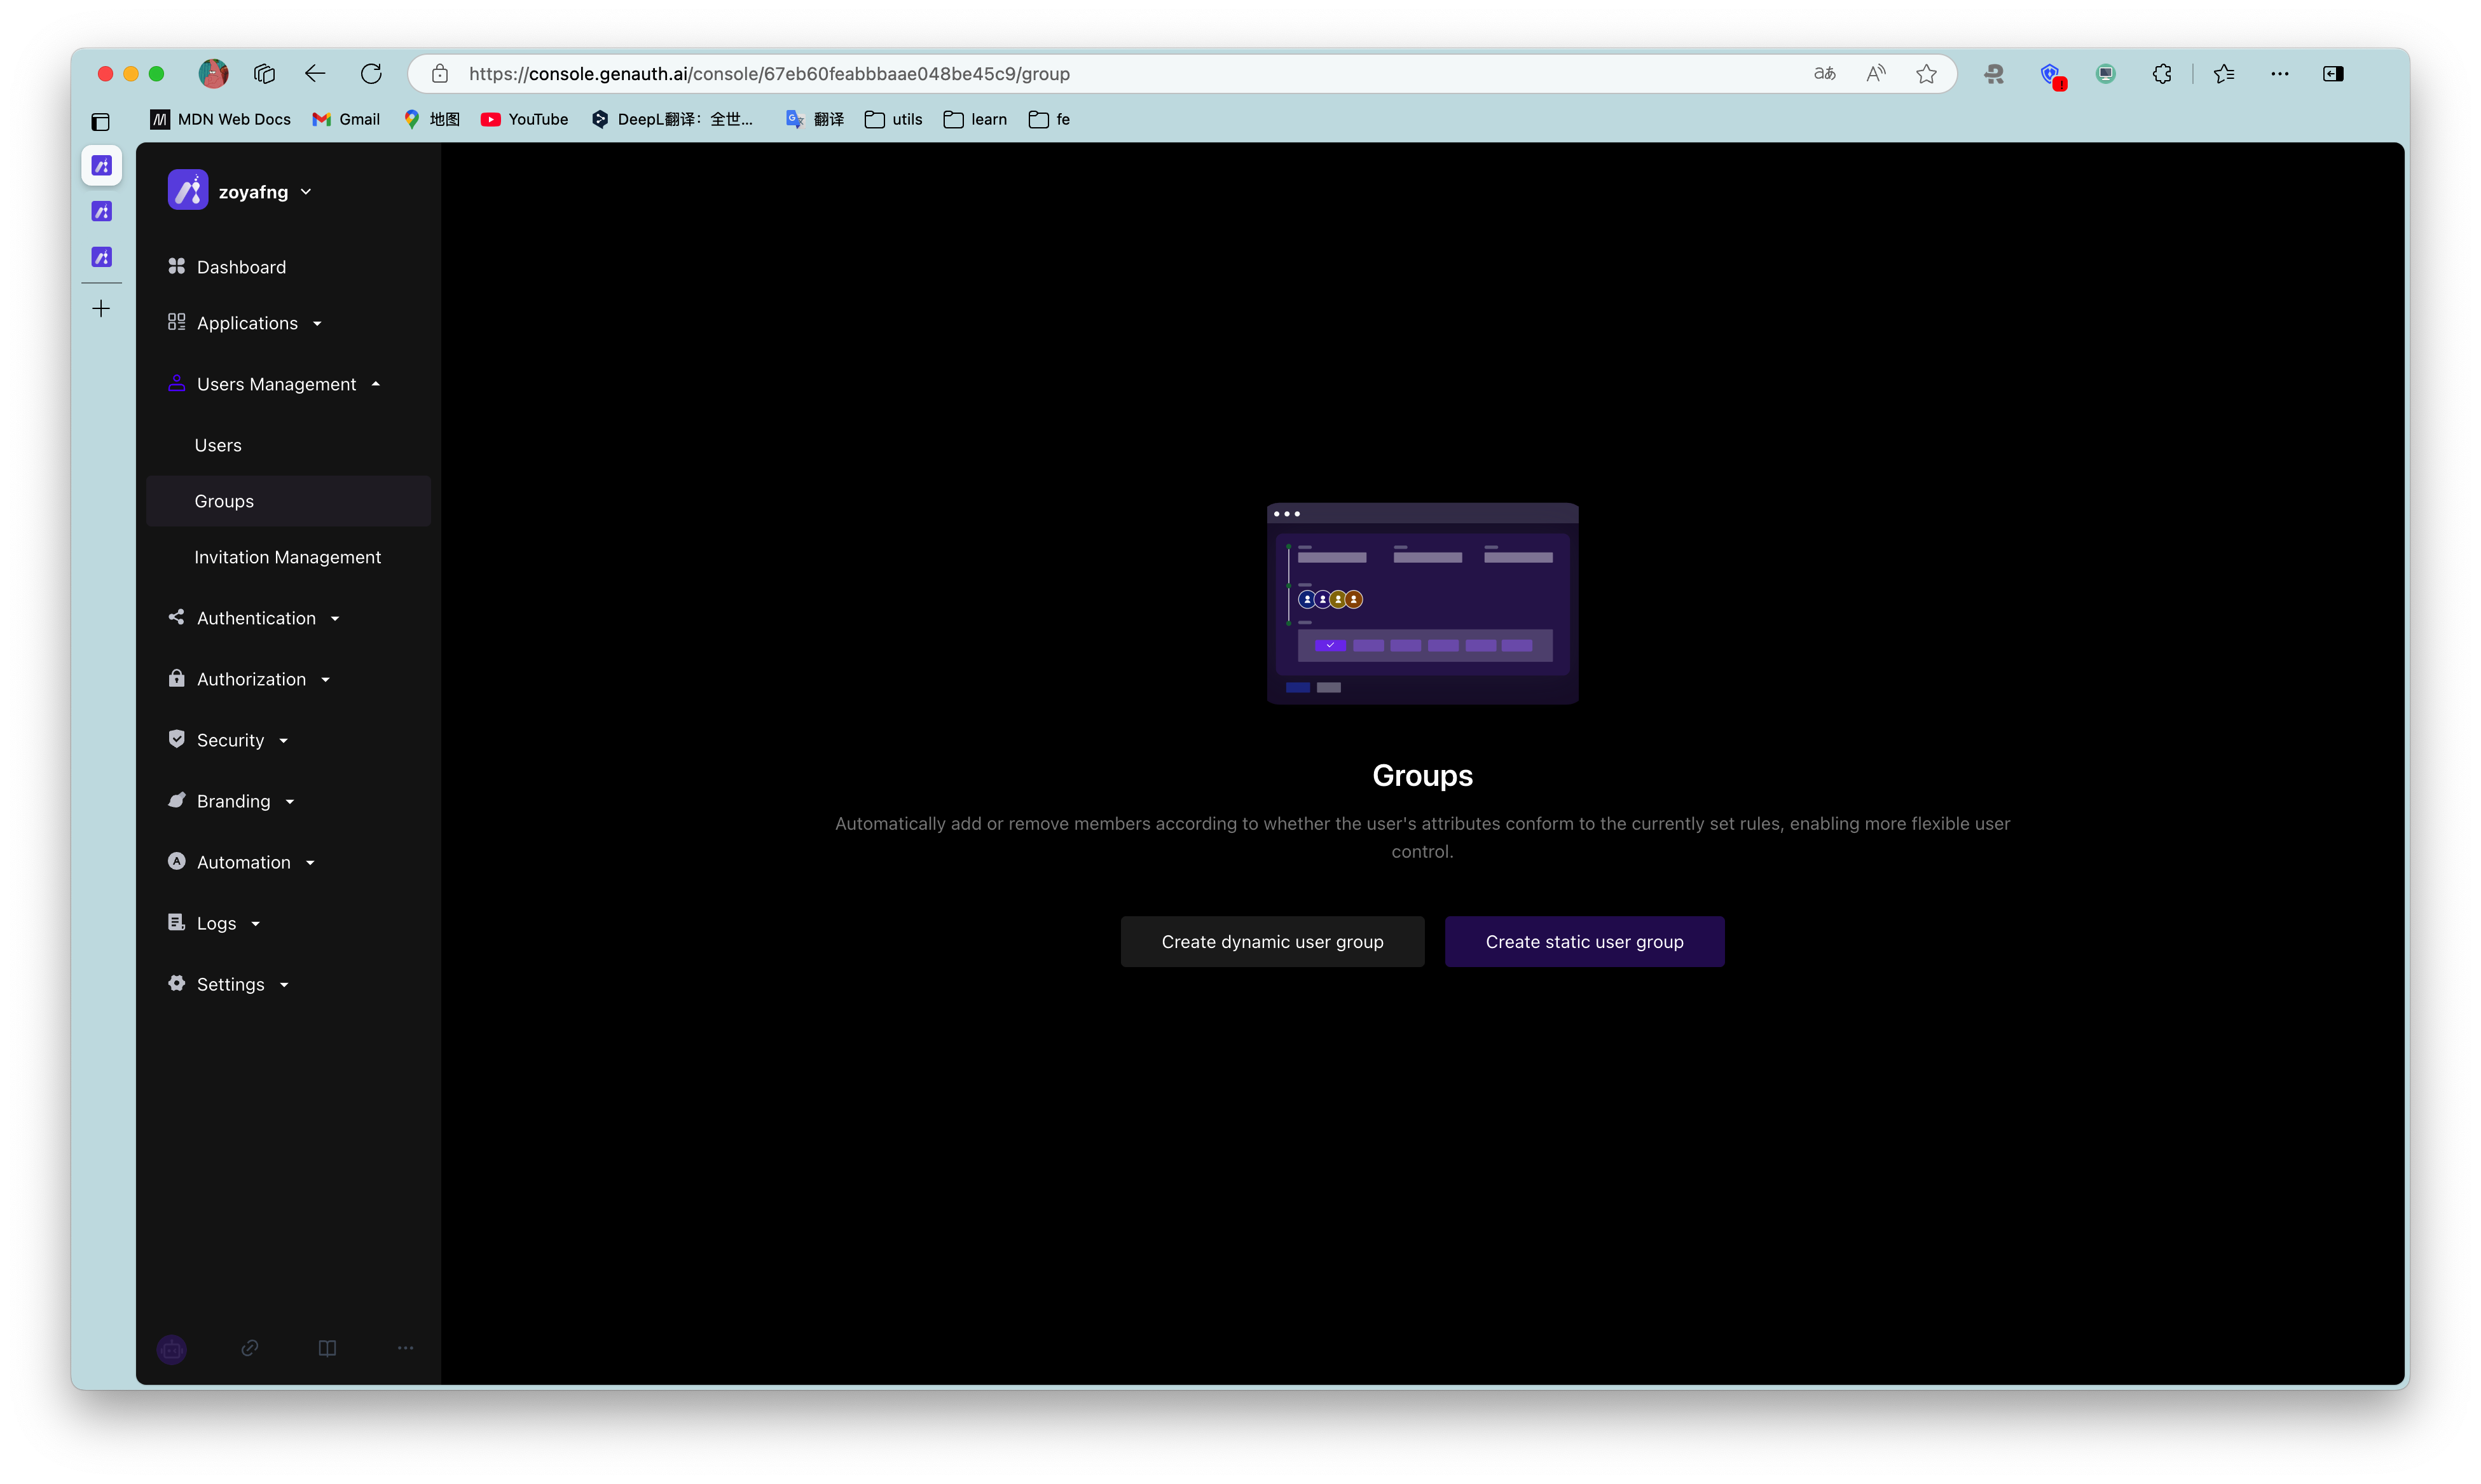 https://console.genauth.ai/console/67eb60feabbbaae048be45c9/group
MDN Web Docs
Gmail
地图
YouTube
DeepL翻译：全世...
翻译
utils
learn
fe
zoyafng
Dashboard
Applications
Users Management
Users
Groups
Invitation Management
Authentication
Authorization
Security
Branding
Automation
Logs
Settings
Groups
Automatically add or remove members according to whether the user's attributes conform to the currently set rules, enabling more flexible user
control.
Create dynamic user group
Create static user group